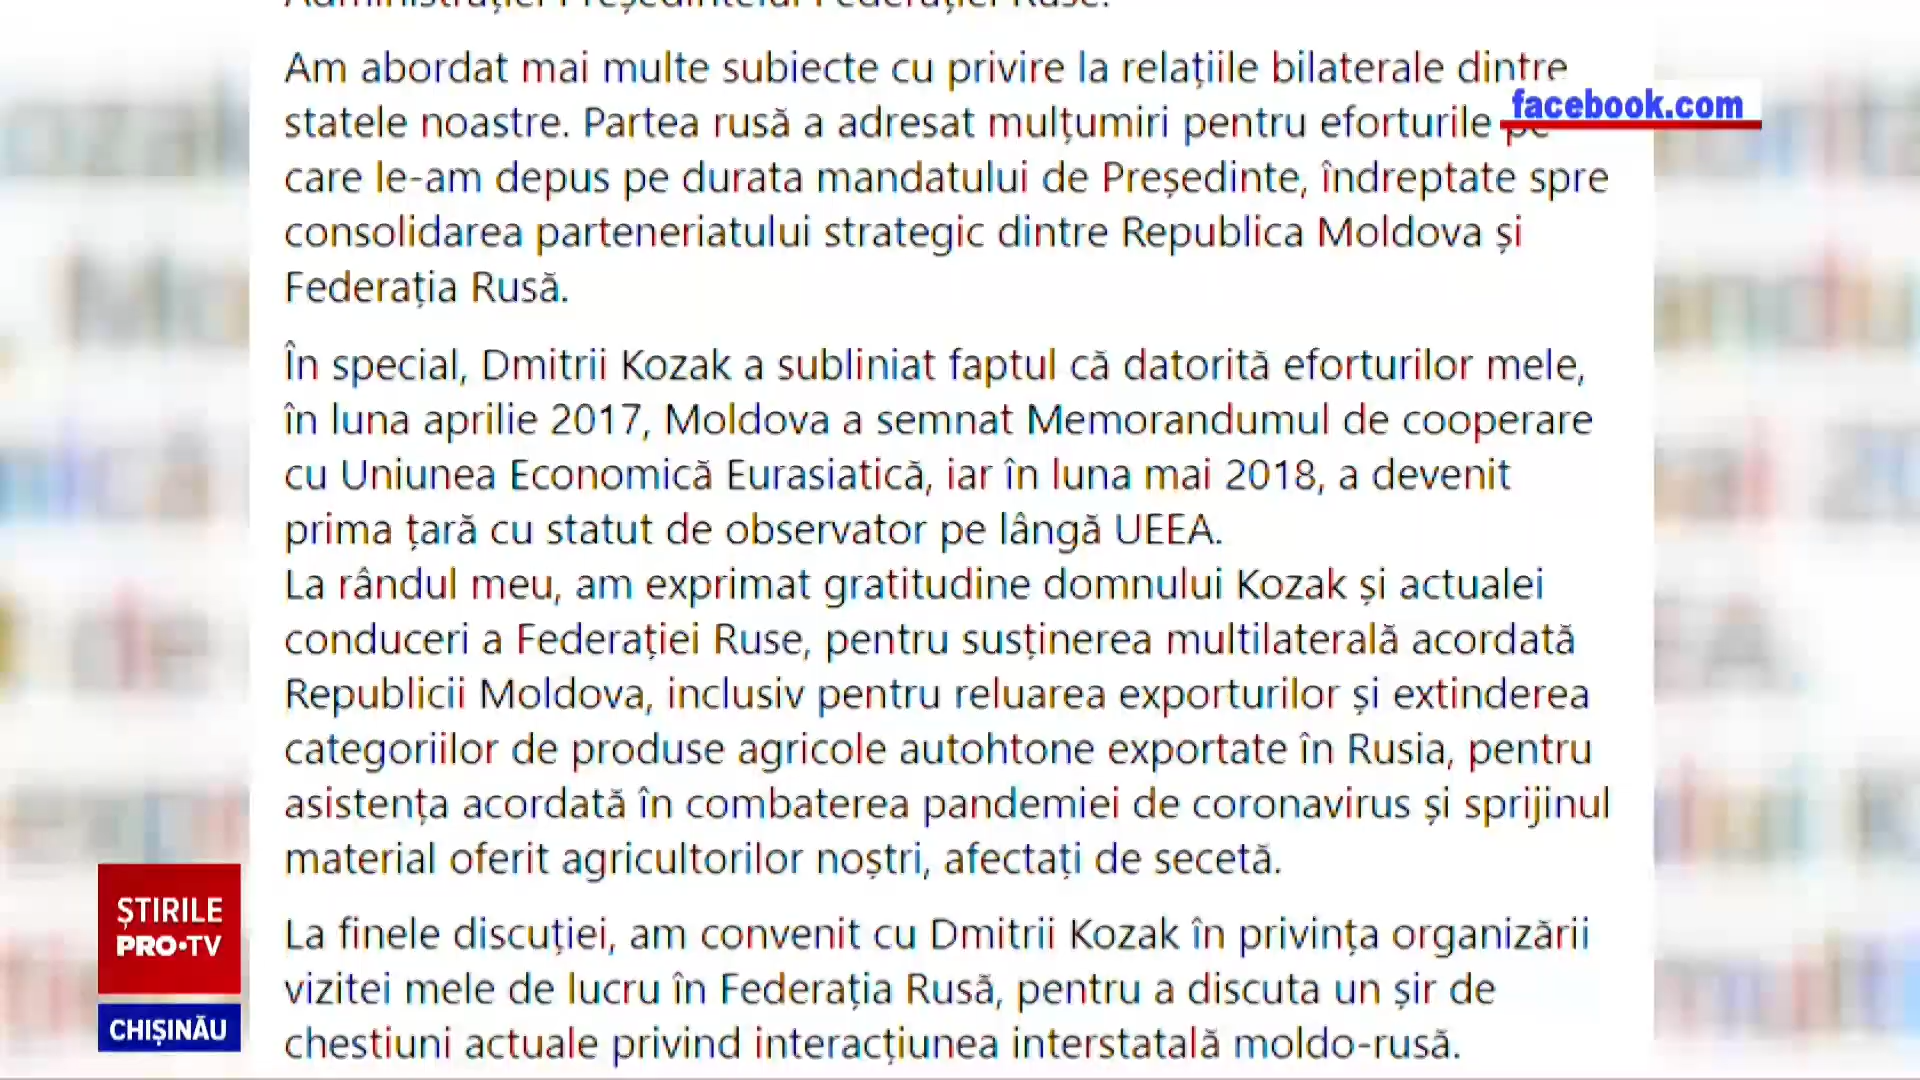 Administrației Președintelui Federației Ruse.
Am abordat mai multe subiecte cu privire la relațiile bilaterale dintre
facebook.com
statele noastre. Partea rusă a adresat mulțumiri pentru eforturile pe
care le-am depus pe durata mandatului de Președinte, îndreptate spre
consolidarea parteneriatului strategic dintre Republica Moldova și
Federația Rusă.
În special, Dmitrii Kozak a subliniat faptul că datorită eforturilor mele,
în luna aprilie 2017, Moldova a semnat Memorandumul de cooperare
cu Uniunea Economică Eurasiatică, iar în luna mai 2018, a devenit
prima țară cu statut de observator pe lângă UEEA.
La rândul meu, am exprimat gratitudine domnului Kozak și actualei
conduceri a Federației Ruse, pentru susținerea multilaterală acordată
Republicii Moldova, inclusiv pentru reluarea exporturilor și extinderea
categoriilor de produse agricole autohtone exportate în Rusia, pentru
asistența acordată în combaterea pandemiei de coronavirus și sprijinul
material oferit agricultorilor noștri, afectați de secetă.
La finele discuției, am convenit cu Dmitrii Kozak în privința organizării
vizitei mele de lucru în Federația Rusă, pentru a discuta un șir de
chestiuni actuale privind interacțiunea interstatală moldo-rusă.
ȘTIRILE
PRO•TV
CHIȘINĂU